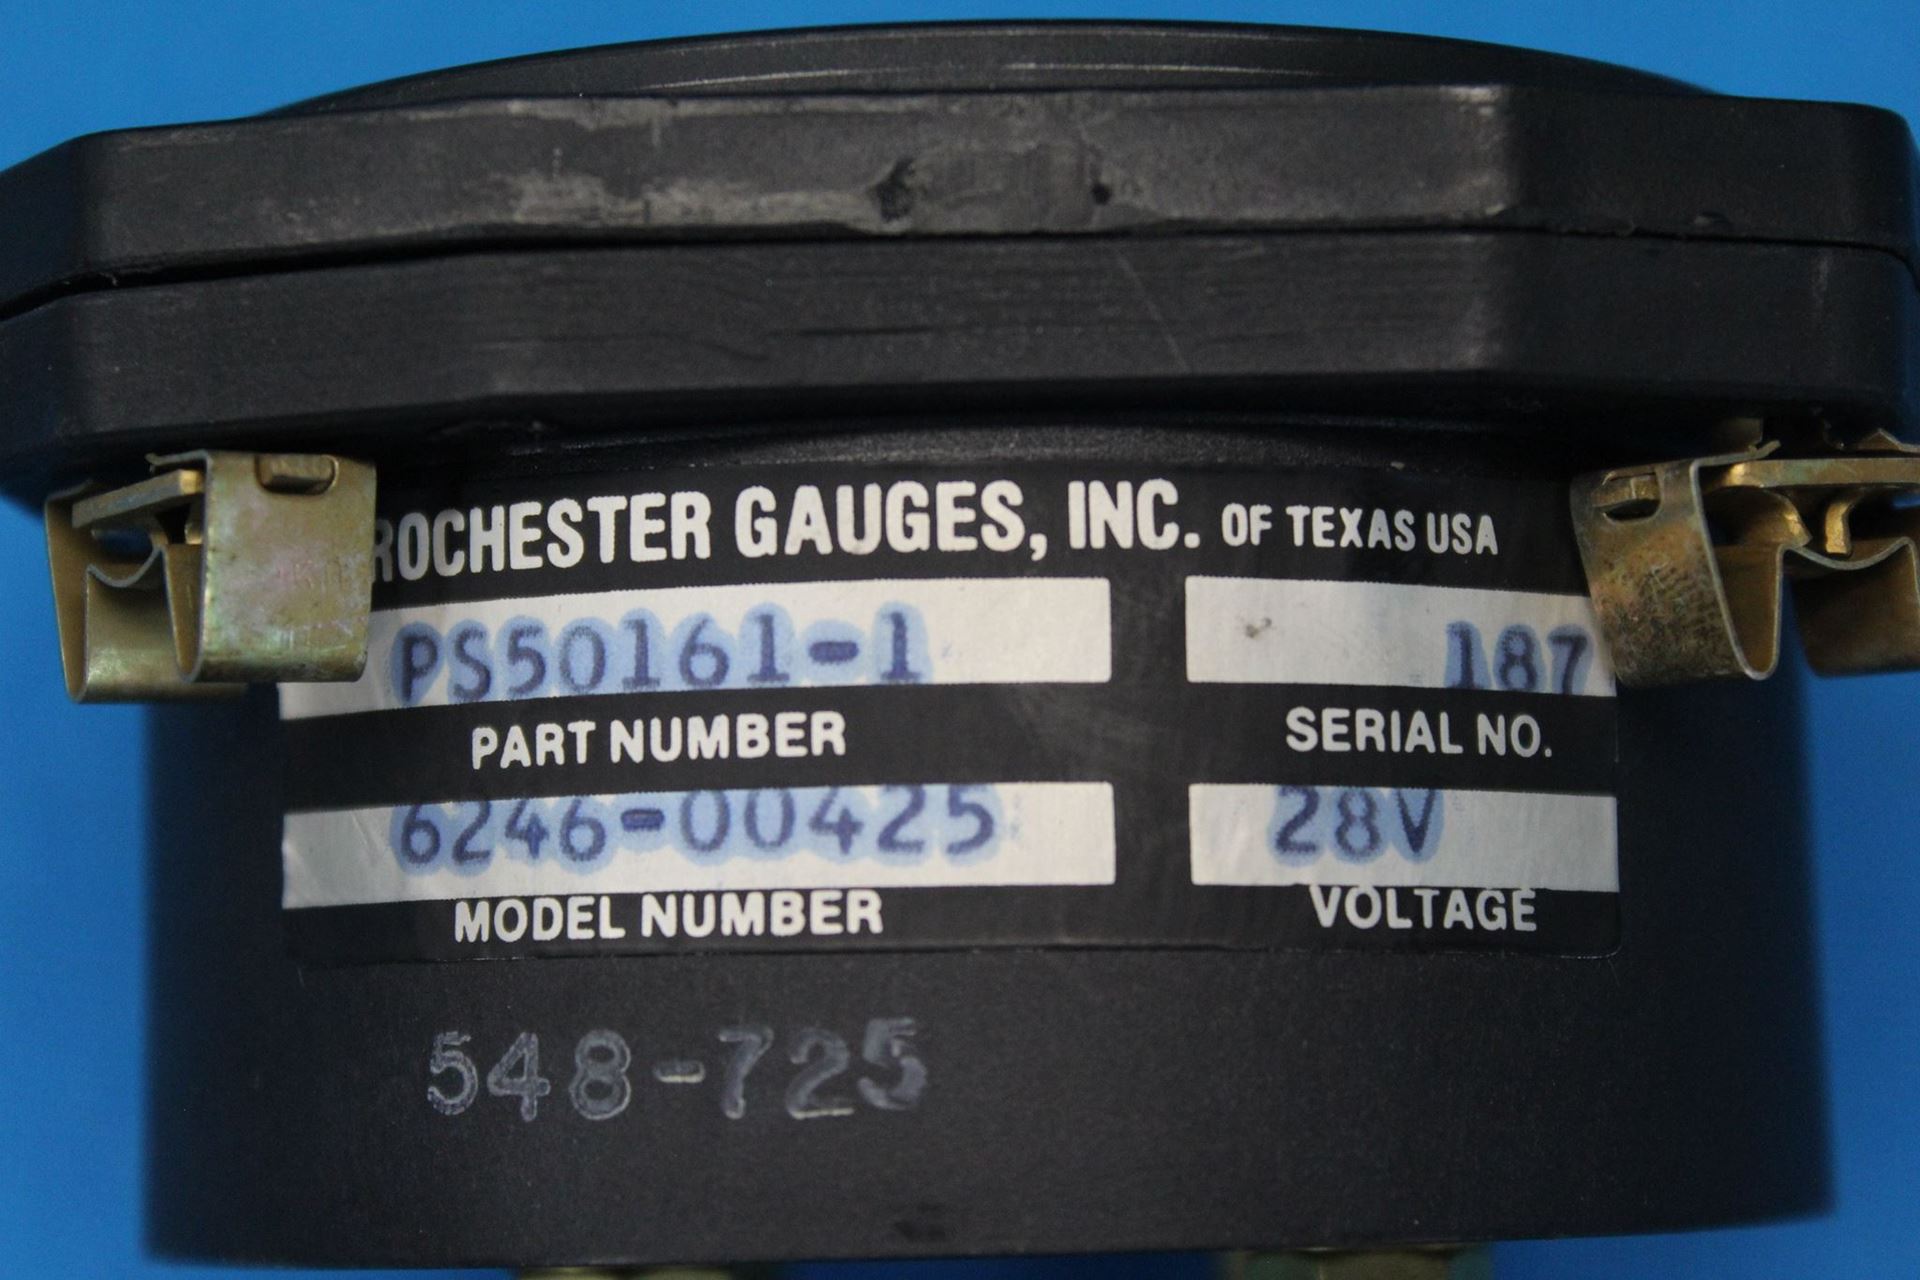 ROCHESTER GAUGES, INC. OF TEXAS USA
PS50161-1 187
PART NUMBER SERIAL NO.
6246-00425 28V
MODEL NUMBER VOLTAGE
548-725